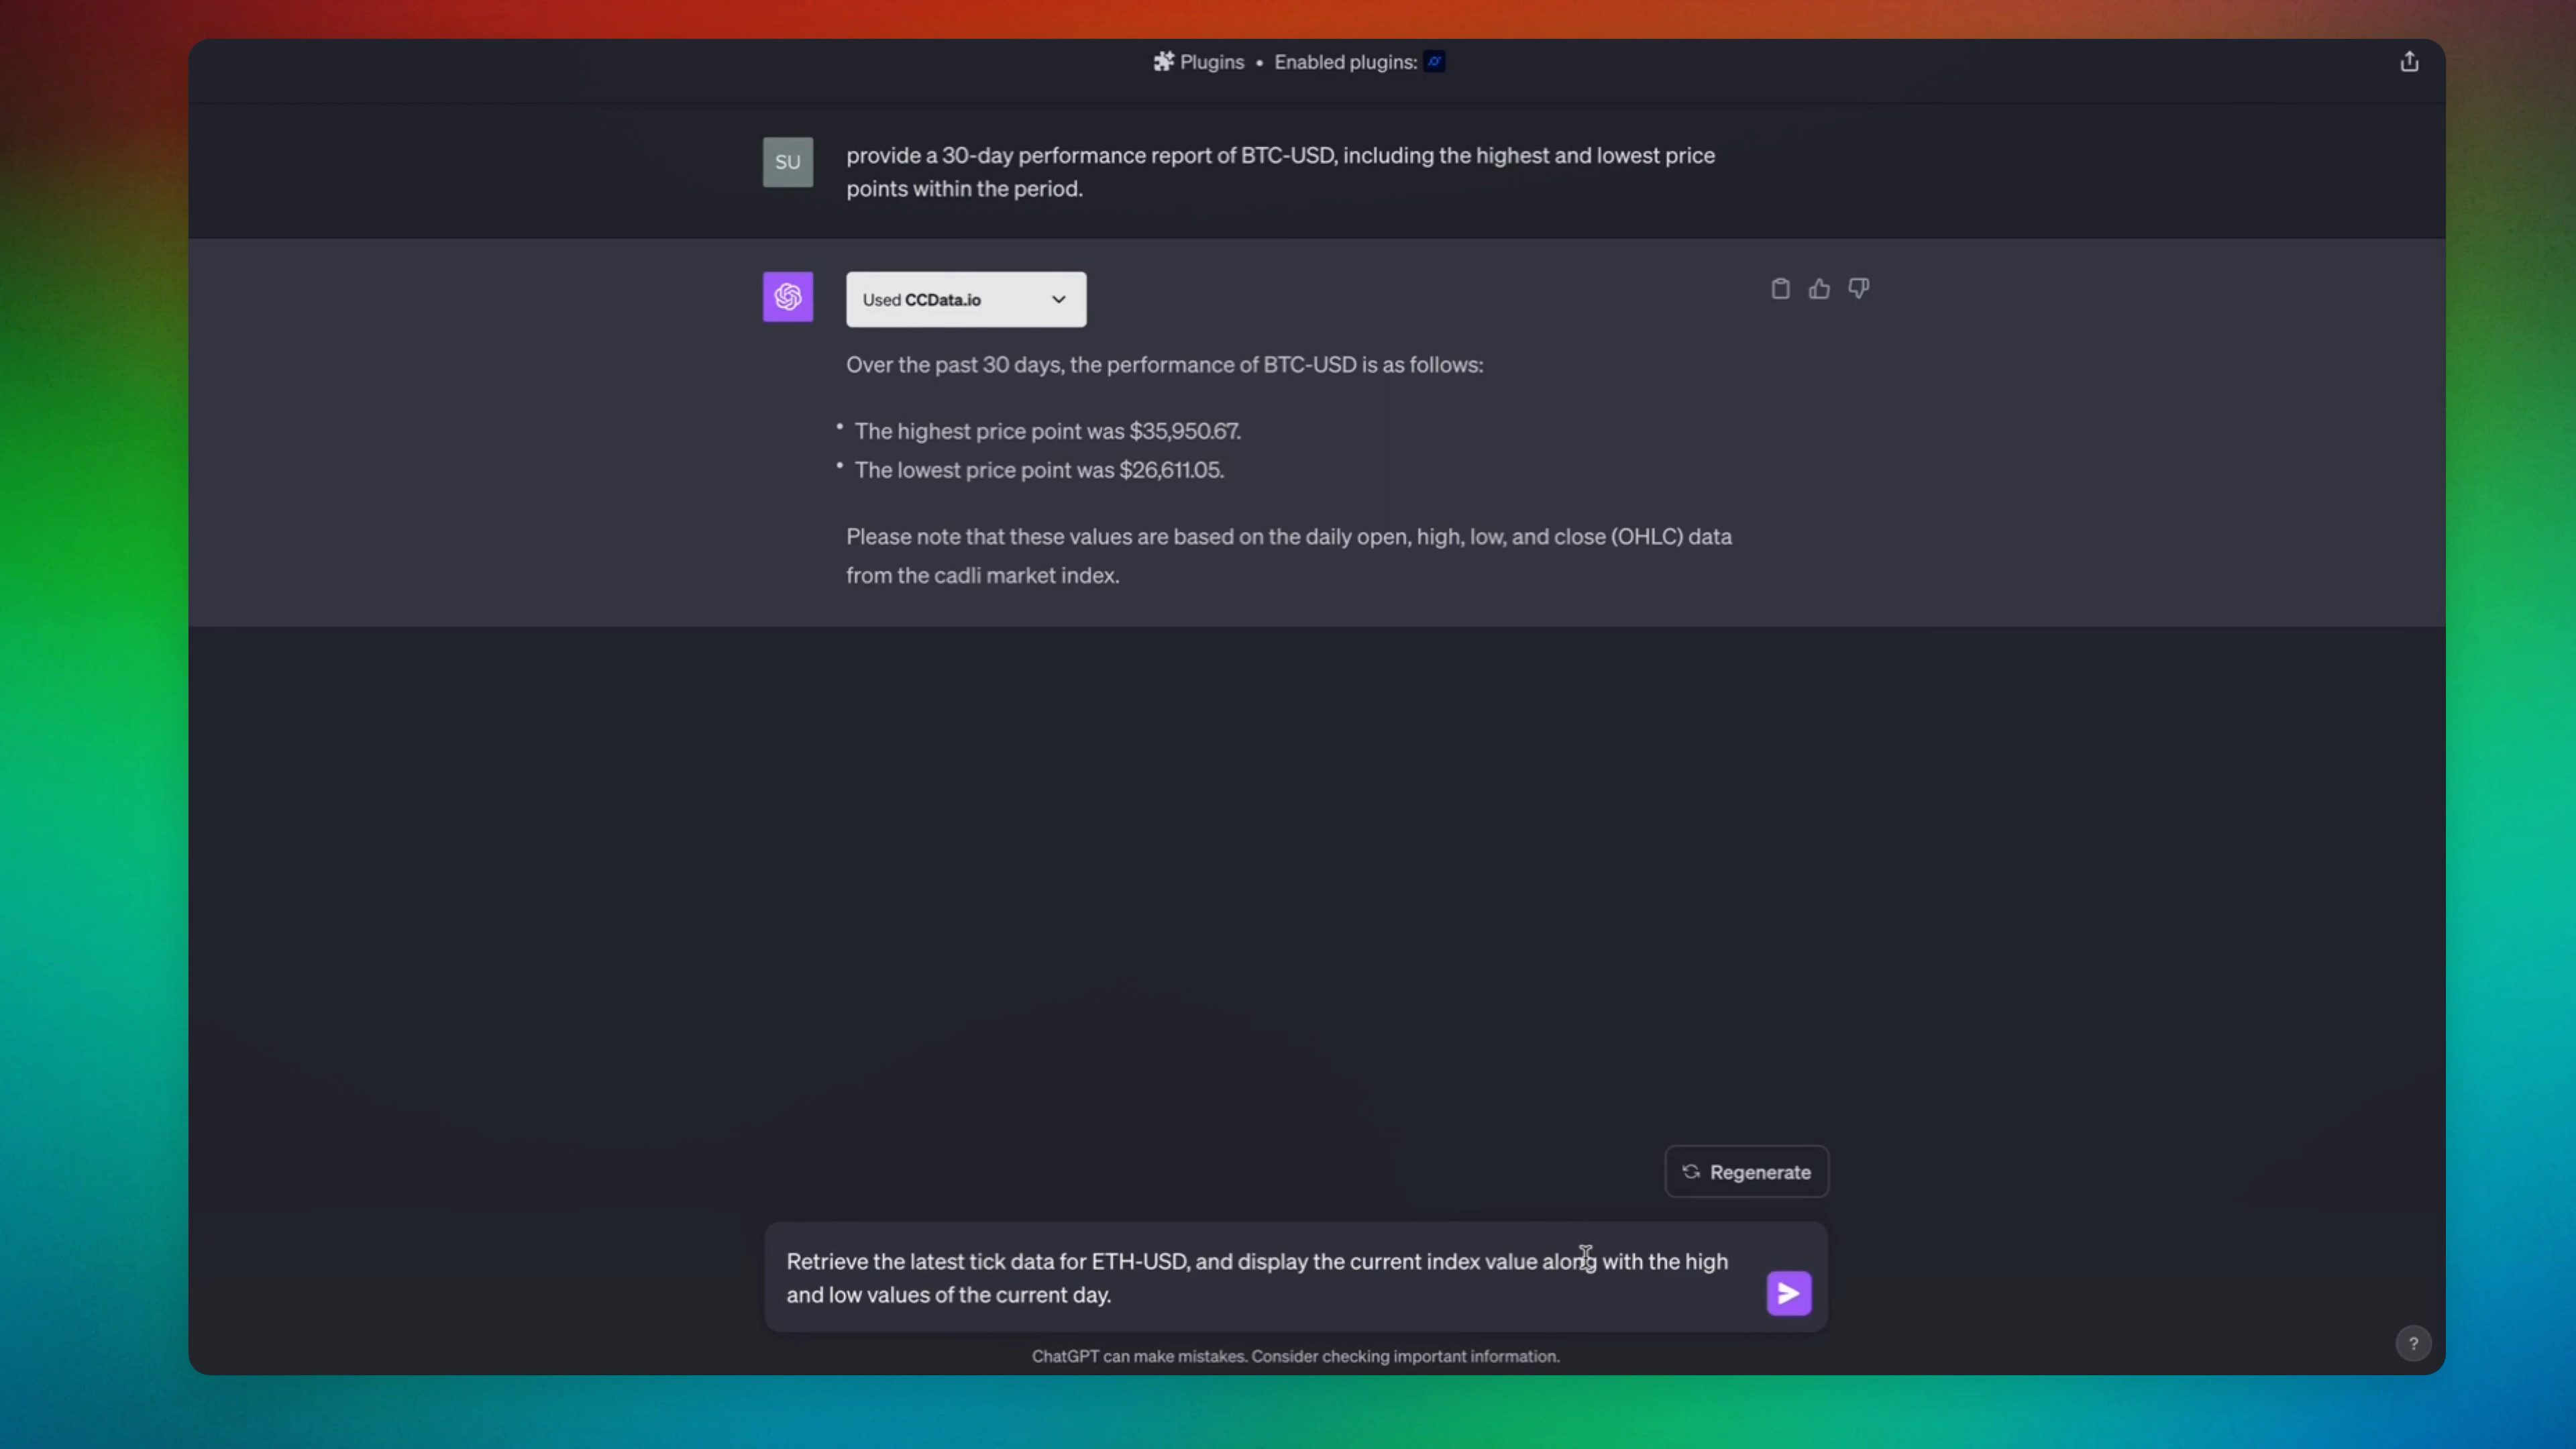 Plugins • Enabled plugins:
SU
provide a 30-day performance report of BTC-USD, including the highest and lowest price
points within the period.
Used CCData.io
Over the past 30 days, the performance of BTC-USD is as follows:
• The highest price point was $35,950.67.
• The lowest price point was $26,611.05.
Please note that these values are based on the daily open, high, low, and close (OHLC) data
from the cadli market index.
Regenerate
Retrieve the latest tick data for ETH-USD, and display the current index value along with the high
and low values of the current day.
ChatGPT can make mistakes. Consider checking important information.
?